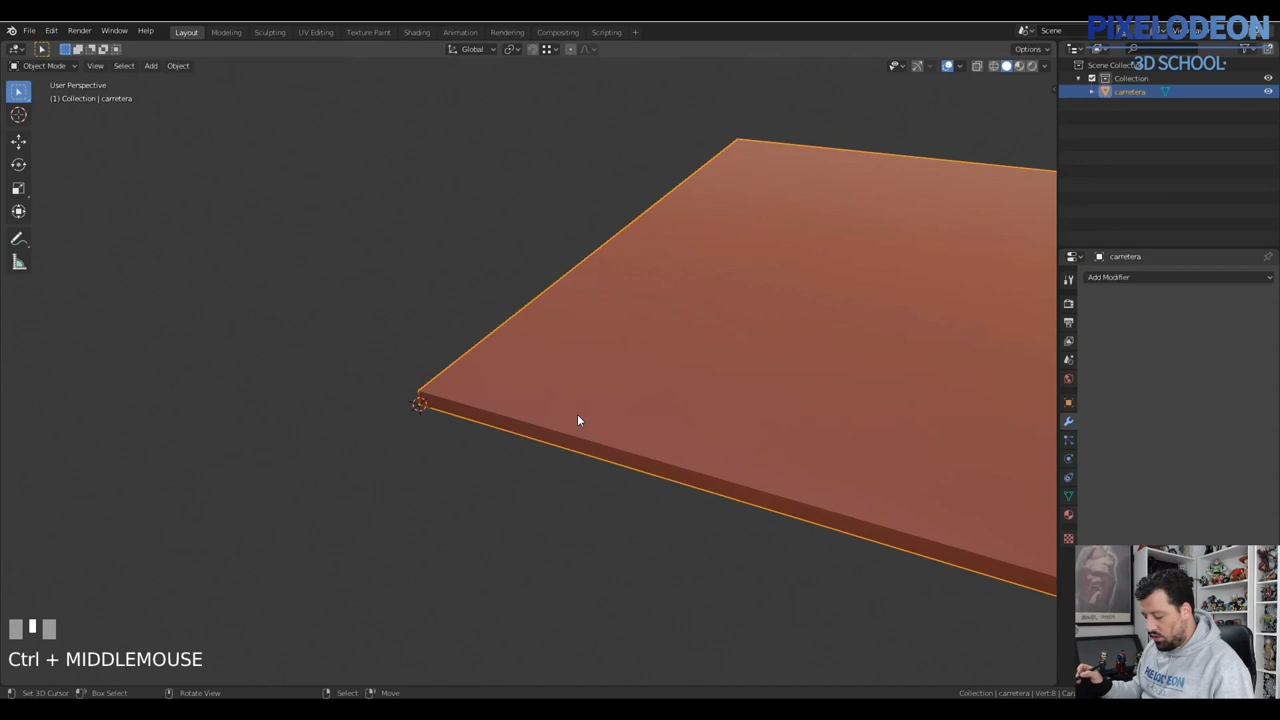 File Edit Render Window Help Layout Modeling Sculpting UV Editing Texture Paint Shading Animation Rendering Compositing Scripting + Scene
PIXELODEON
3D SCHOOL
Global Options
Object Mode View Select Add Object
User Perspective
(1) Collection | carretera
Scene Collection
Collection
carretera
carretera
Add Modifier
Ctrl + MIDDLEMOUSE
Set 3D Cursor Box Select Rotate View Select Move Collection | carretera | Vert:8 |